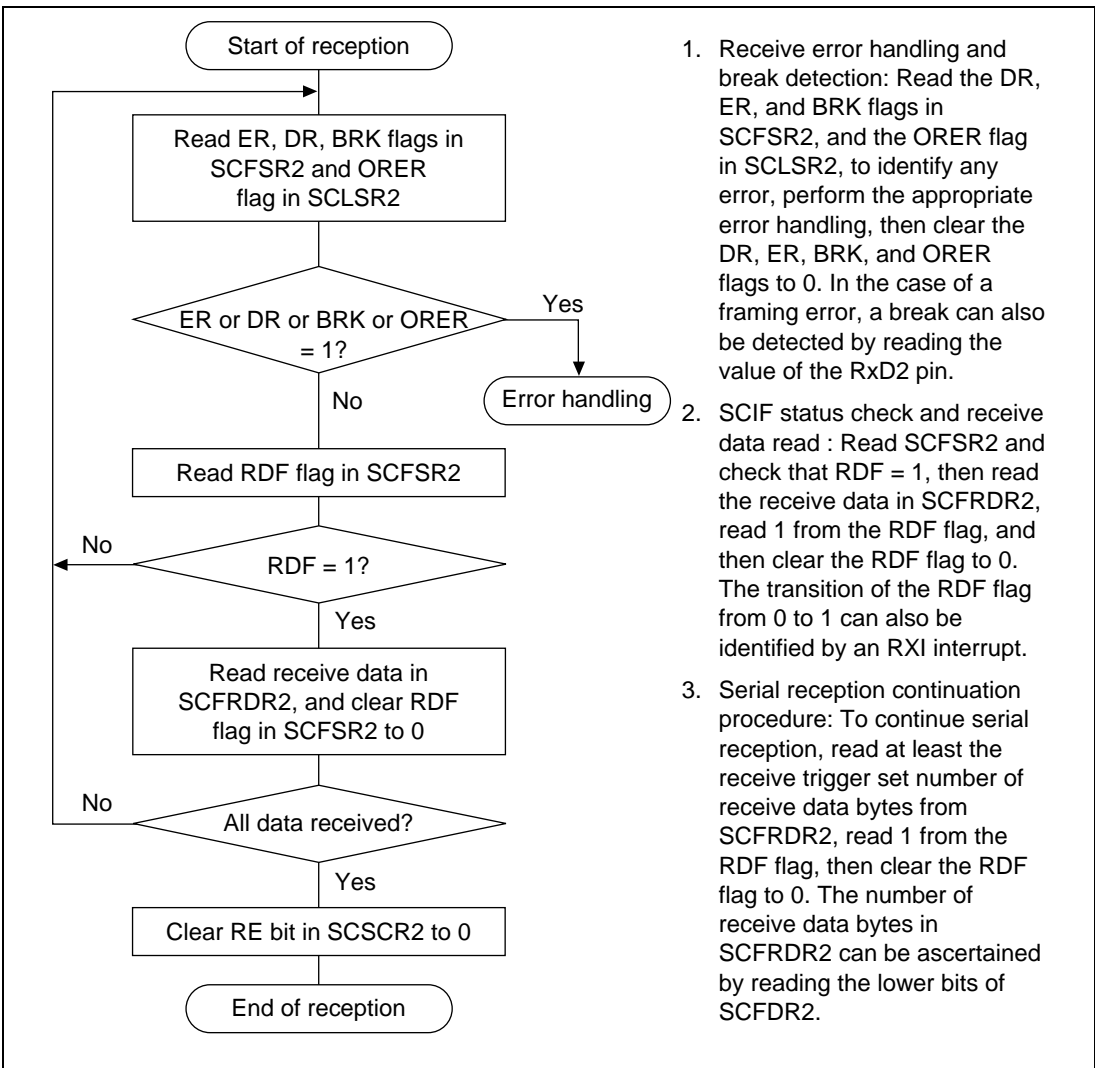 Start of reception
Read ER, DR, BRK flags in
SCFSR2 and ORER
flag in SCLSR2
ER or DR or BRK or ORER
= 1?
Yes
Error handling
No
Read RDF flag in SCFSR2
No
RDF = 1?
Yes
Read receive data in
SCFRDR2, and clear RDF
flag in SCFSR2 to 0
No
All data received?
Yes
Clear RE bit in SCSCR2 to 0
End of reception
1. Receive error handling and
break detection: Read the DR,
ER, and BRK flags in
SCFSR2, and the ORER flag
in SCLSR2, to identify any
error, perform the appropriate
error handling, then clear the
DR, ER, BRK, and ORER
flags to 0. In the case of a
framing error, a break can also
be detected by reading the
value of the RxD2 pin.
2. SCIF status check and receive
data read : Read SCFSR2 and
check that RDF = 1, then read
the receive data in SCFRDR2,
read 1 from the RDF flag, and
then clear the RDF flag to 0.
The transition of the RDF flag
from 0 to 1 can also be
identified by an RXI interrupt.
3. Serial reception continuation
procedure: To continue serial
reception, read at least the
receive trigger set number of
receive data bytes from
SCFRDR2, read 1 from the
RDF flag, then clear the RDF
flag to 0. The number of
receive data bytes in
SCFRDR2 can be ascertained
by reading the lower bits of
SCFDR2.